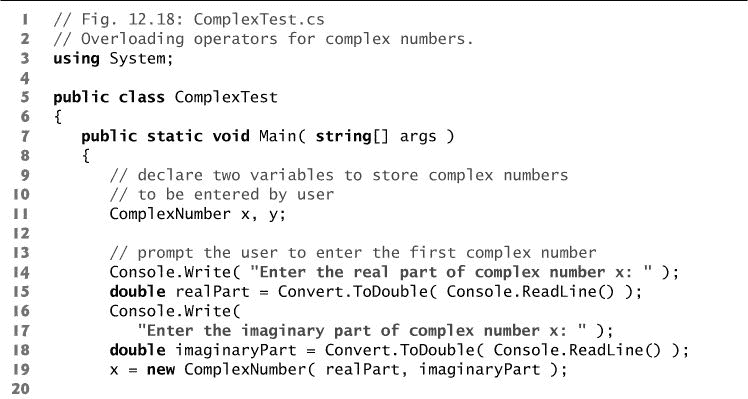 1 // Fig. 12.18: ComplexTest.cs
2 // Overloading operators for complex numbers.
3 using System;
4
5 public class ComplexTest
6 {
7 public static void Main( string[] args )
8 {
9 // declare two variables to store complex numbers
10 // to be entered by user
11 ComplexNumber x, y;
12
13 // prompt the user to enter the first complex number
14 Console.Write( "Enter the real part of complex number x: " );
15 double realPart = Convert.ToDouble( Console.ReadLine() );
16 Console.Write(
17 "Enter the imaginary part of complex number x: " );
18 double imaginaryPart = Convert.ToDouble( Console.ReadLine() );
19 x = new ComplexNumber( realPart, imaginaryPart );
20